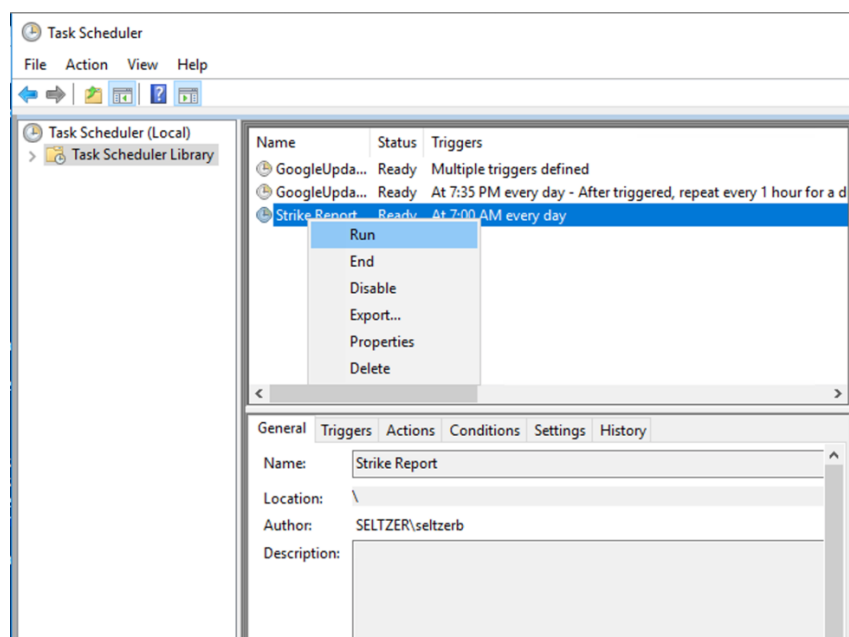 Task Scheduler
File Action View Help
Task Scheduler (Local)
Task Scheduler Library
Name Status Triggers
GoogleUpda... Ready Multiple triggers defined
GoogleUpda... Ready At 7:35 PM every day - After triggered, repeat every 1 hour for a d
Strike Report Ready At 7:00 AM every day
Run
End
Disable
Export...
Properties
Delete
General Triggers Actions Conditions Settings History
Name: Strike Report
Location: \
Author: SELTZER\seltzerb
Description: